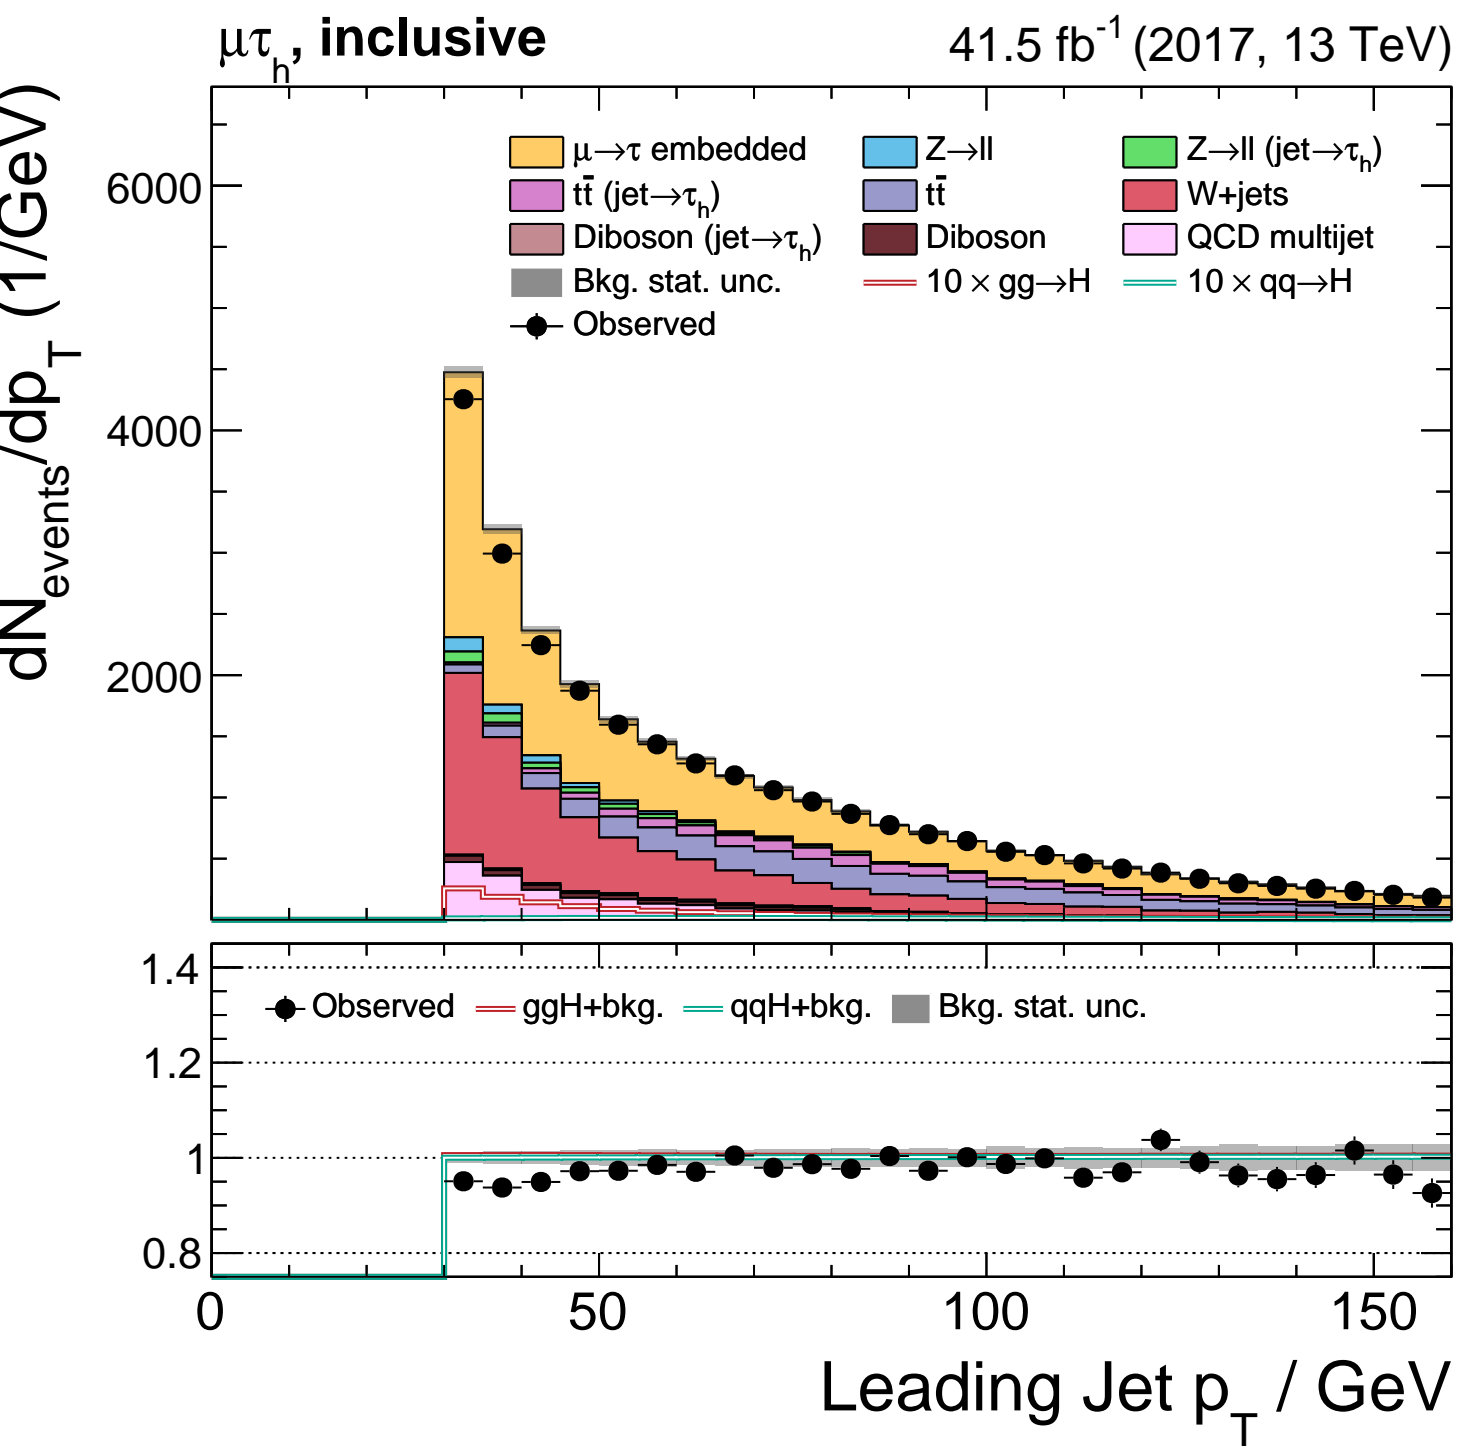 μτh, inclusive
41.5 fb-1 (2017, 13 TeV)
dNevents/dpT (1/GeV)
6000
4000
2000
μ→τ embedded
Z→ll
Z→ll (jet→τh)
tt̄ (jet→τh)
tt̄
W+jets
Diboson (jet→τh)
Diboson
QCD multijet
Bkg. stat. unc.
10 × gg→H
10 × qq→H
Observed
1.4
1.2
1
0.8
Observed
ggH+bkg.
qqH+bkg.
Bkg. stat. unc.
0
50
100
150
Leading Jet pT / GeV